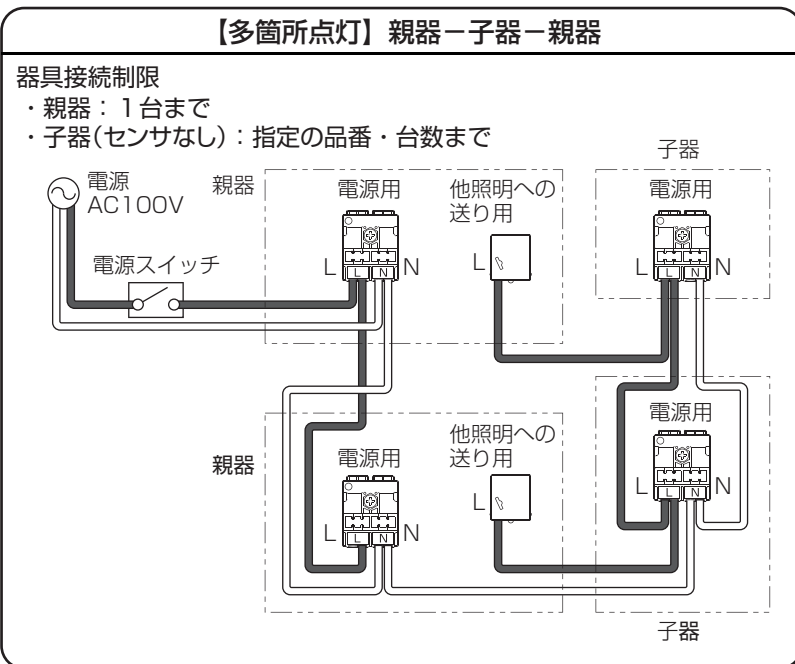 【多箇所点灯】親器－子器－親器
器具接続制限
・親器：１台まで
・子器(センサなし)：指定の品番・台数まで
子器
電源
AC100V
親器
電源用
他照明への
送り用
電源用
電源スイッチ
L
L
N
N
L
L
L
N
N
親器
電源用
他照明への
送り用
電源用
L
L
N
N
L
L
L
N
N
子器